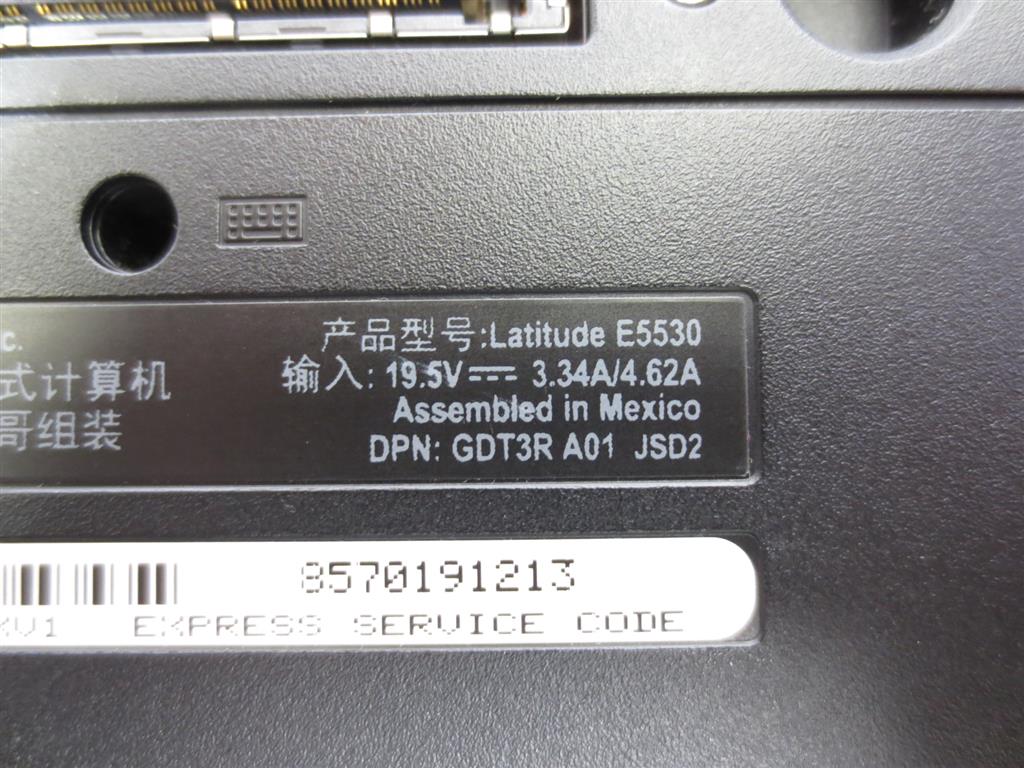 c.
产品型号:Latitude E5530
式计算机
输入: 19.5V 3.34A/4.62A
哥组装
Assembled in Mexico
DPN: GDT3R A01 JSD2
8570191213
XV1 EXPRESS SERVICE CODE